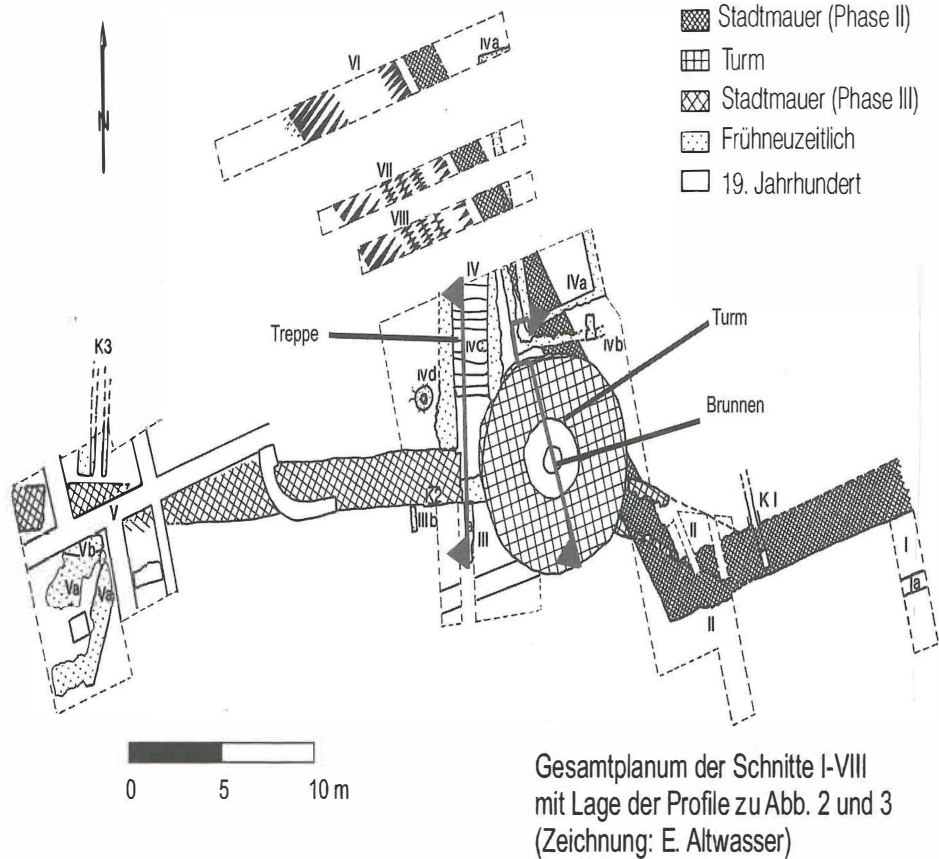 Stadtmauer (Phase II)
Turm
Stadtmauer (Phase III)
Frühneuzeitlich
19. Jahrhundert
N
VI
IVa
VII
VIII
IV
IVa
Treppe
IVc
IVb
Turm
IVd
Brunnen
K3
K2
IIIb
III
V
Vb
Va
Va
II
K I
I
I
Ia
II
0 5 10 m
Gesamtplanum der Schnitte I-VIII
mit Lage der Profile zu Abb. 2 und 3
(Zeichnung: E. Altwasser)